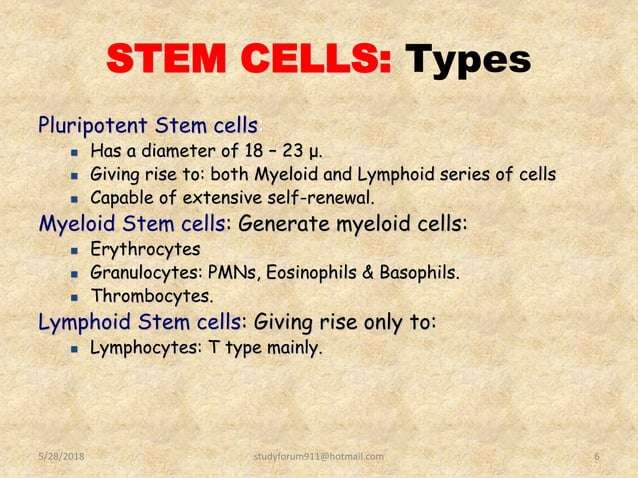 STEM CELLS: Types
Pluripotent Stem cells
Has a diameter of 18 – 23 μ.
Giving rise to: both Myeloid and Lymphoid series of cells
Capable of extensive self-renewal.
Myeloid Stem cells: Generate myeloid cells:
Erythrocytes
Granulocytes: PMNs, Eosinophils & Basophils.
Thrombocytes.
Lymphoid Stem cells: Giving rise only to:
Lymphocytes: T type mainly.
5/28/2018 studyforum911@hotmail.com 6